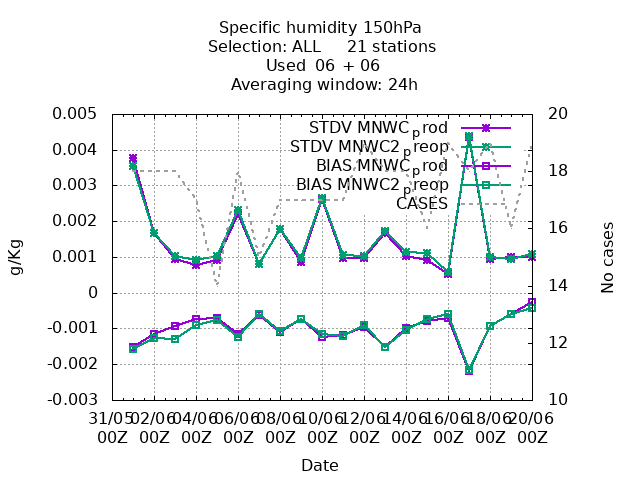 Specific humidity 150hPa
Selection: ALL 21 stations
Used 06 + 06
Averaging window: 24h
0.005
0.004
0.003
0.002
0.001
0
-0.001
-0.002
-0.003
g/Kg
20
18
16
14
12
10
No cases
STDV MNWCprod
STDV MNWC2preop
BIAS MNWCprod
BIAS MNWC2preop
CASES
31/05 02/06 04/06 06/06 08/06 10/06 12/06 14/06 16/06 18/06 20/06
00Z 00Z 00Z 00Z 00Z 00Z 00Z 00Z 00Z 00Z 00Z
Date